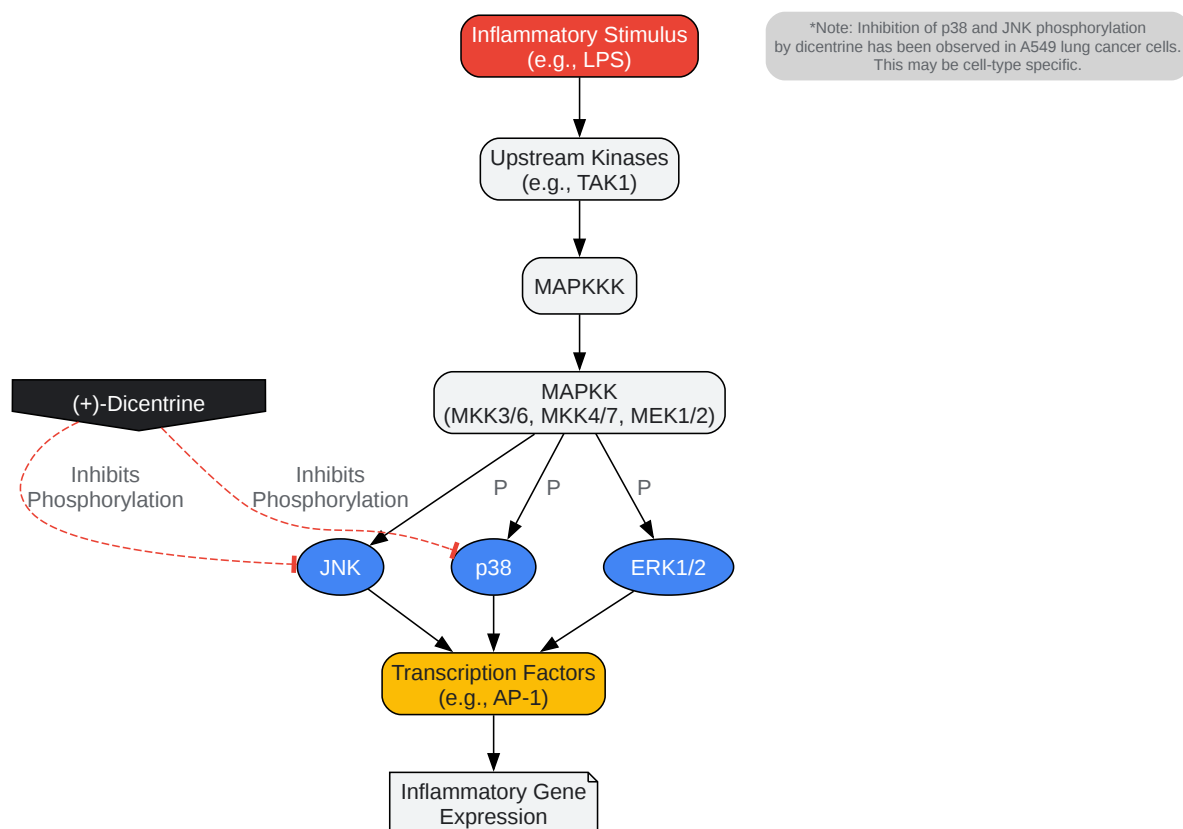 Inflammatory Stimulus
(e.g., LPS)
*Note: Inhibition of p38 and JNK phosphorylation
by dicentrine has been observed in A549 lung cancer cells.
This may be cell-type specific.
Upstream Kinases
(e.g., TAK1)
MAPKKK
MAPKK
(MKK3/6, MKK4/7, MEK1/2)
(+)-Dicentrine
Inhibits
Phosphorylation
Inhibits
Phosphorylation
P
P
P
JNK
p38
ERK1/2
Transcription Factors
(e.g., AP-1)
Inflammatory Gene
Expression